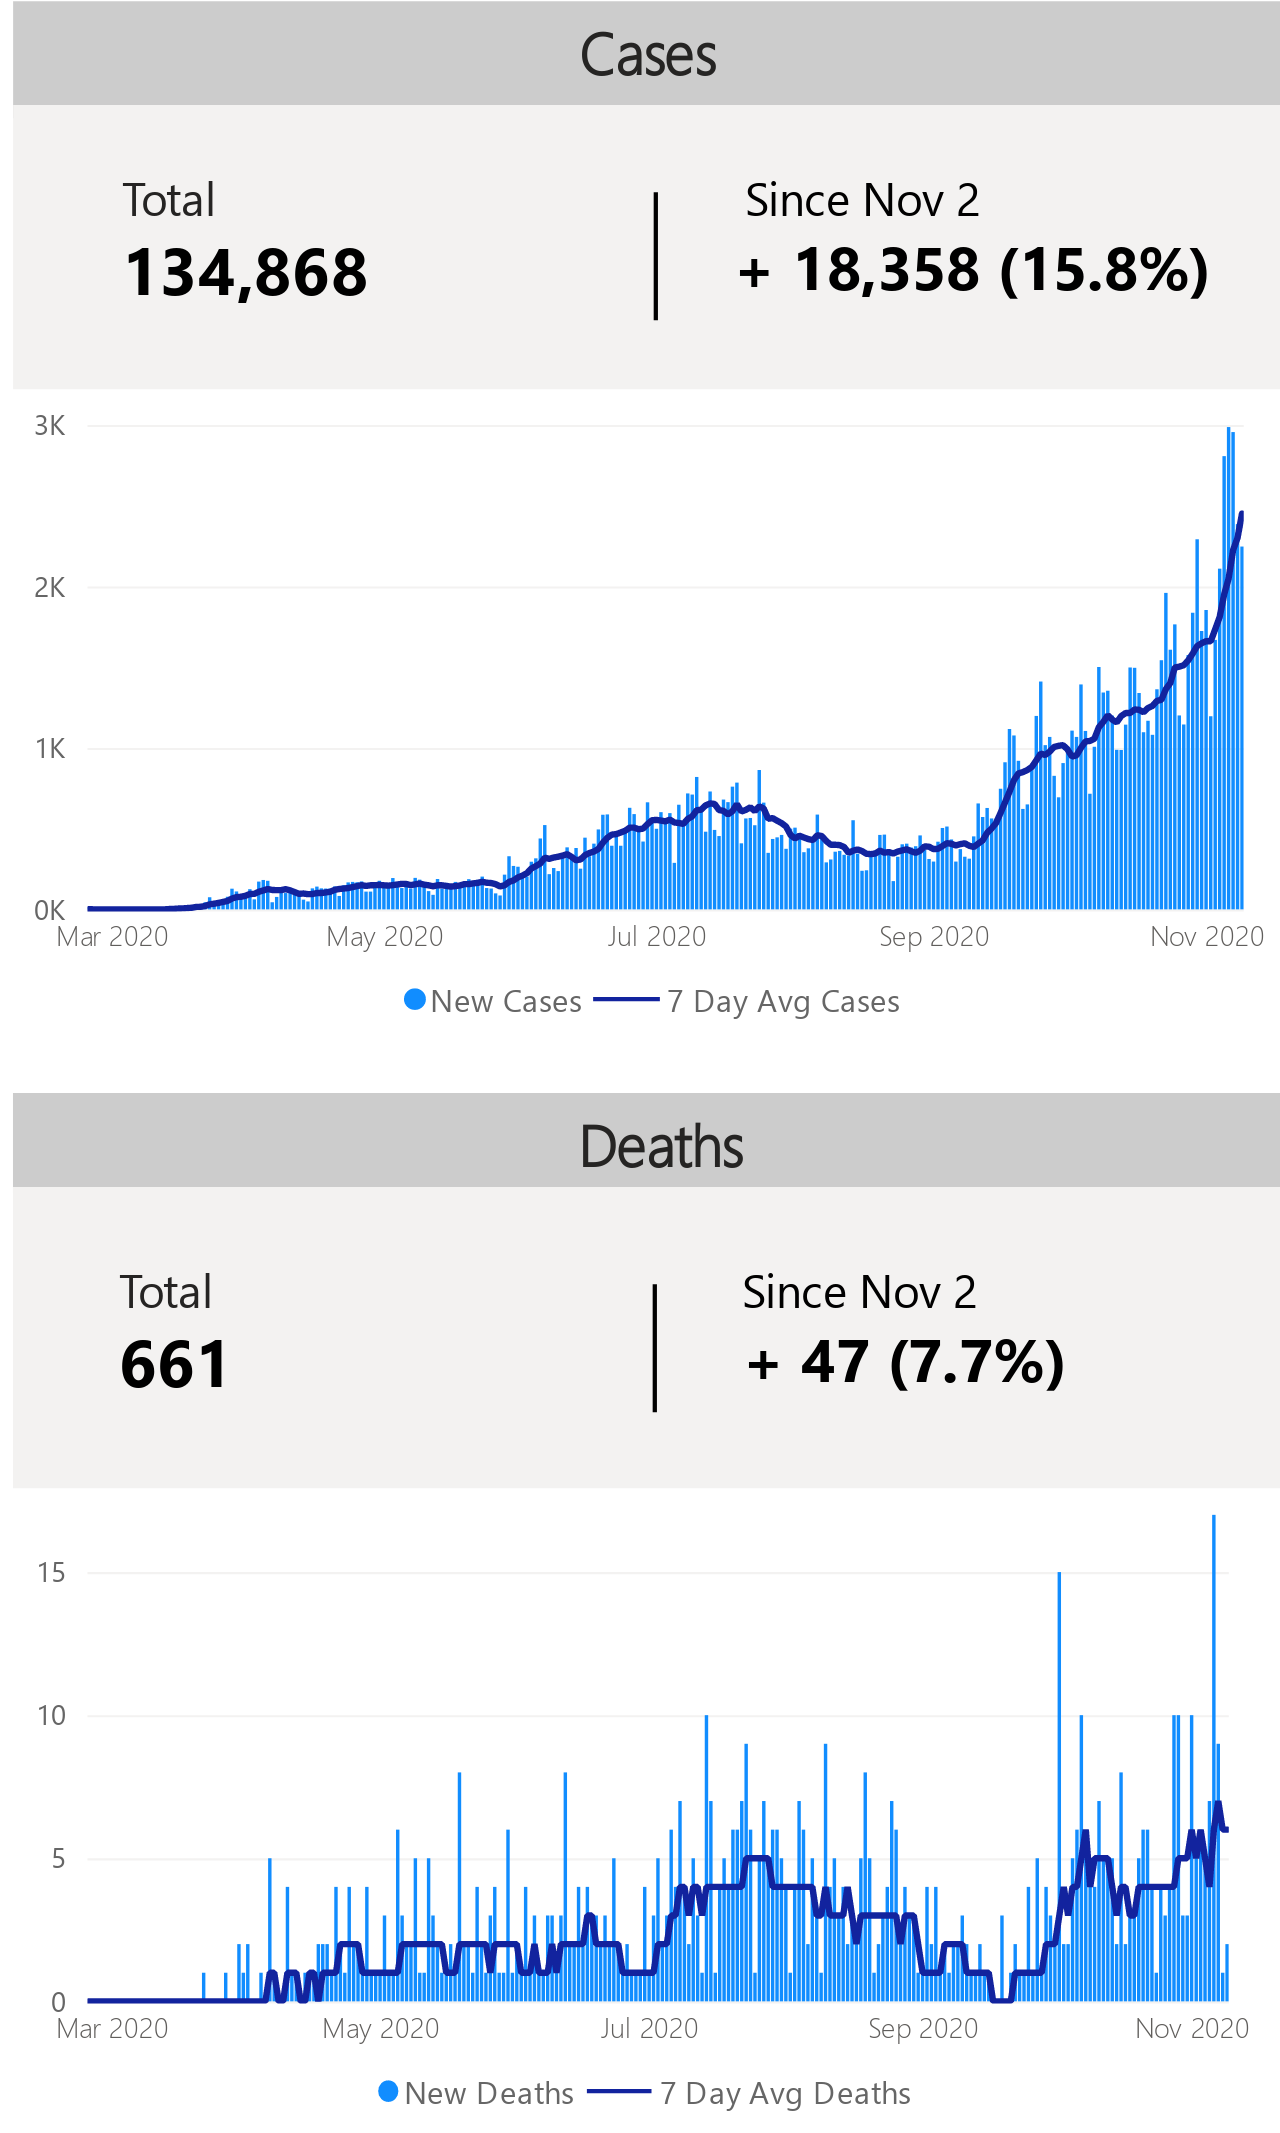 Cases
Total
Since Nov 2
134,868
+ 18,358 (15.8%)
3K
2K
1K
0K
Mar 2020 May 2020 Jul 2020 Sep 2020 Nov 2020
New Cases 7 Day Avg Cases
Deaths
Total
Since Nov 2
661
+ 47 (7.7%)
15
10
5
0
Mar 2020 May 2020 Jul 2020 Sep 2020 Nov 2020
New Deaths 7 Day Avg Deaths